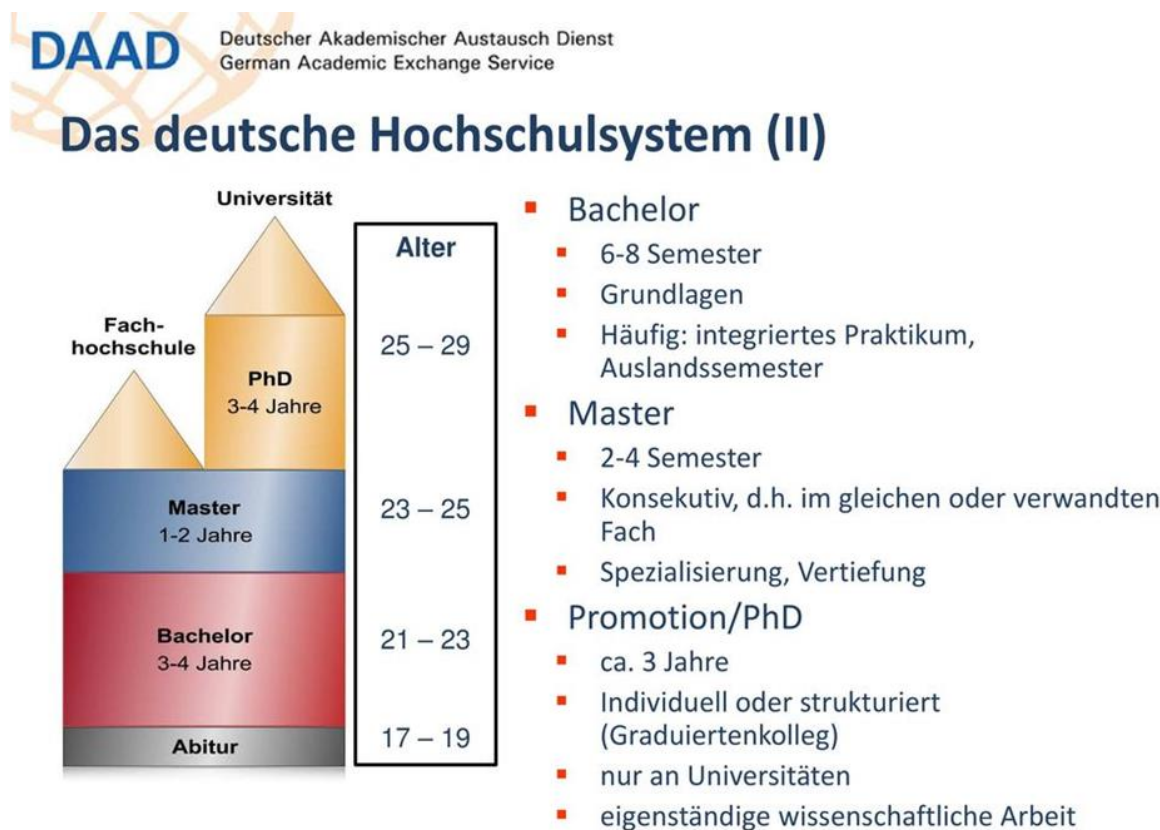 DAAD
Deutscher Akademischer Austausch Dienst
German Academic Exchange Service
Das deutsche Hochschulsystem (II)
Universität
Fach-
hochschule
PhD
3-4 Jahre
Master
1-2 Jahre
Bachelor
3-4 Jahre
Abitur
Alter
25 – 29
23 – 25
21 – 23
17 – 19
Bachelor
6-8 Semester
Grundlagen
Häufig: integriertes Praktikum,
Auslandssemester
Master
2-4 Semester
Konsekutiv, d.h. im gleichen oder verwandten
Fach
Spezialisierung, Vertiefung
Promotion/PhD
ca. 3 Jahre
Individuell oder strukturiert
(Graduiertenkolleg)
nur an Universitäten
eigenständige wissenschaftliche Arbeit